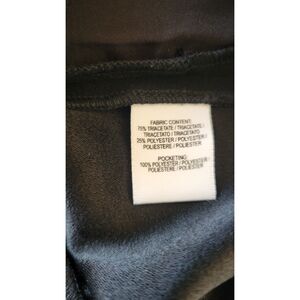 FABRIC CONTENT:
75% TRIACETATE / TRIACETATE /
TRIACETATO / TRIACETATO
25% POLYESTER / POLYESTER /
POLIESTERE / POLIESTER
POCKETING:
100% POLYESTER / POLYESTER /
POLIESTERE / POLIESTER